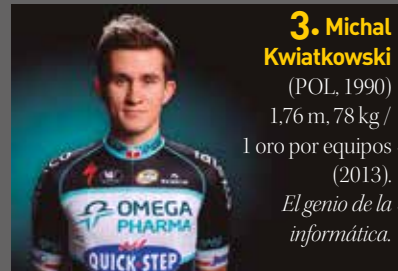 3. Michal
Kwiatkowski
(POL, 1990)
1,76 m, 78 kg /
1 oro por equipos
(2013).
El genio de la
informática.
OMEGA
PHARMA
QUICK STEP